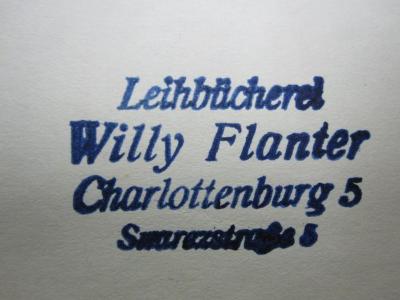 Leihbücherei
Willy Flanter
Charlottenburg 5
Suarezstraße 5